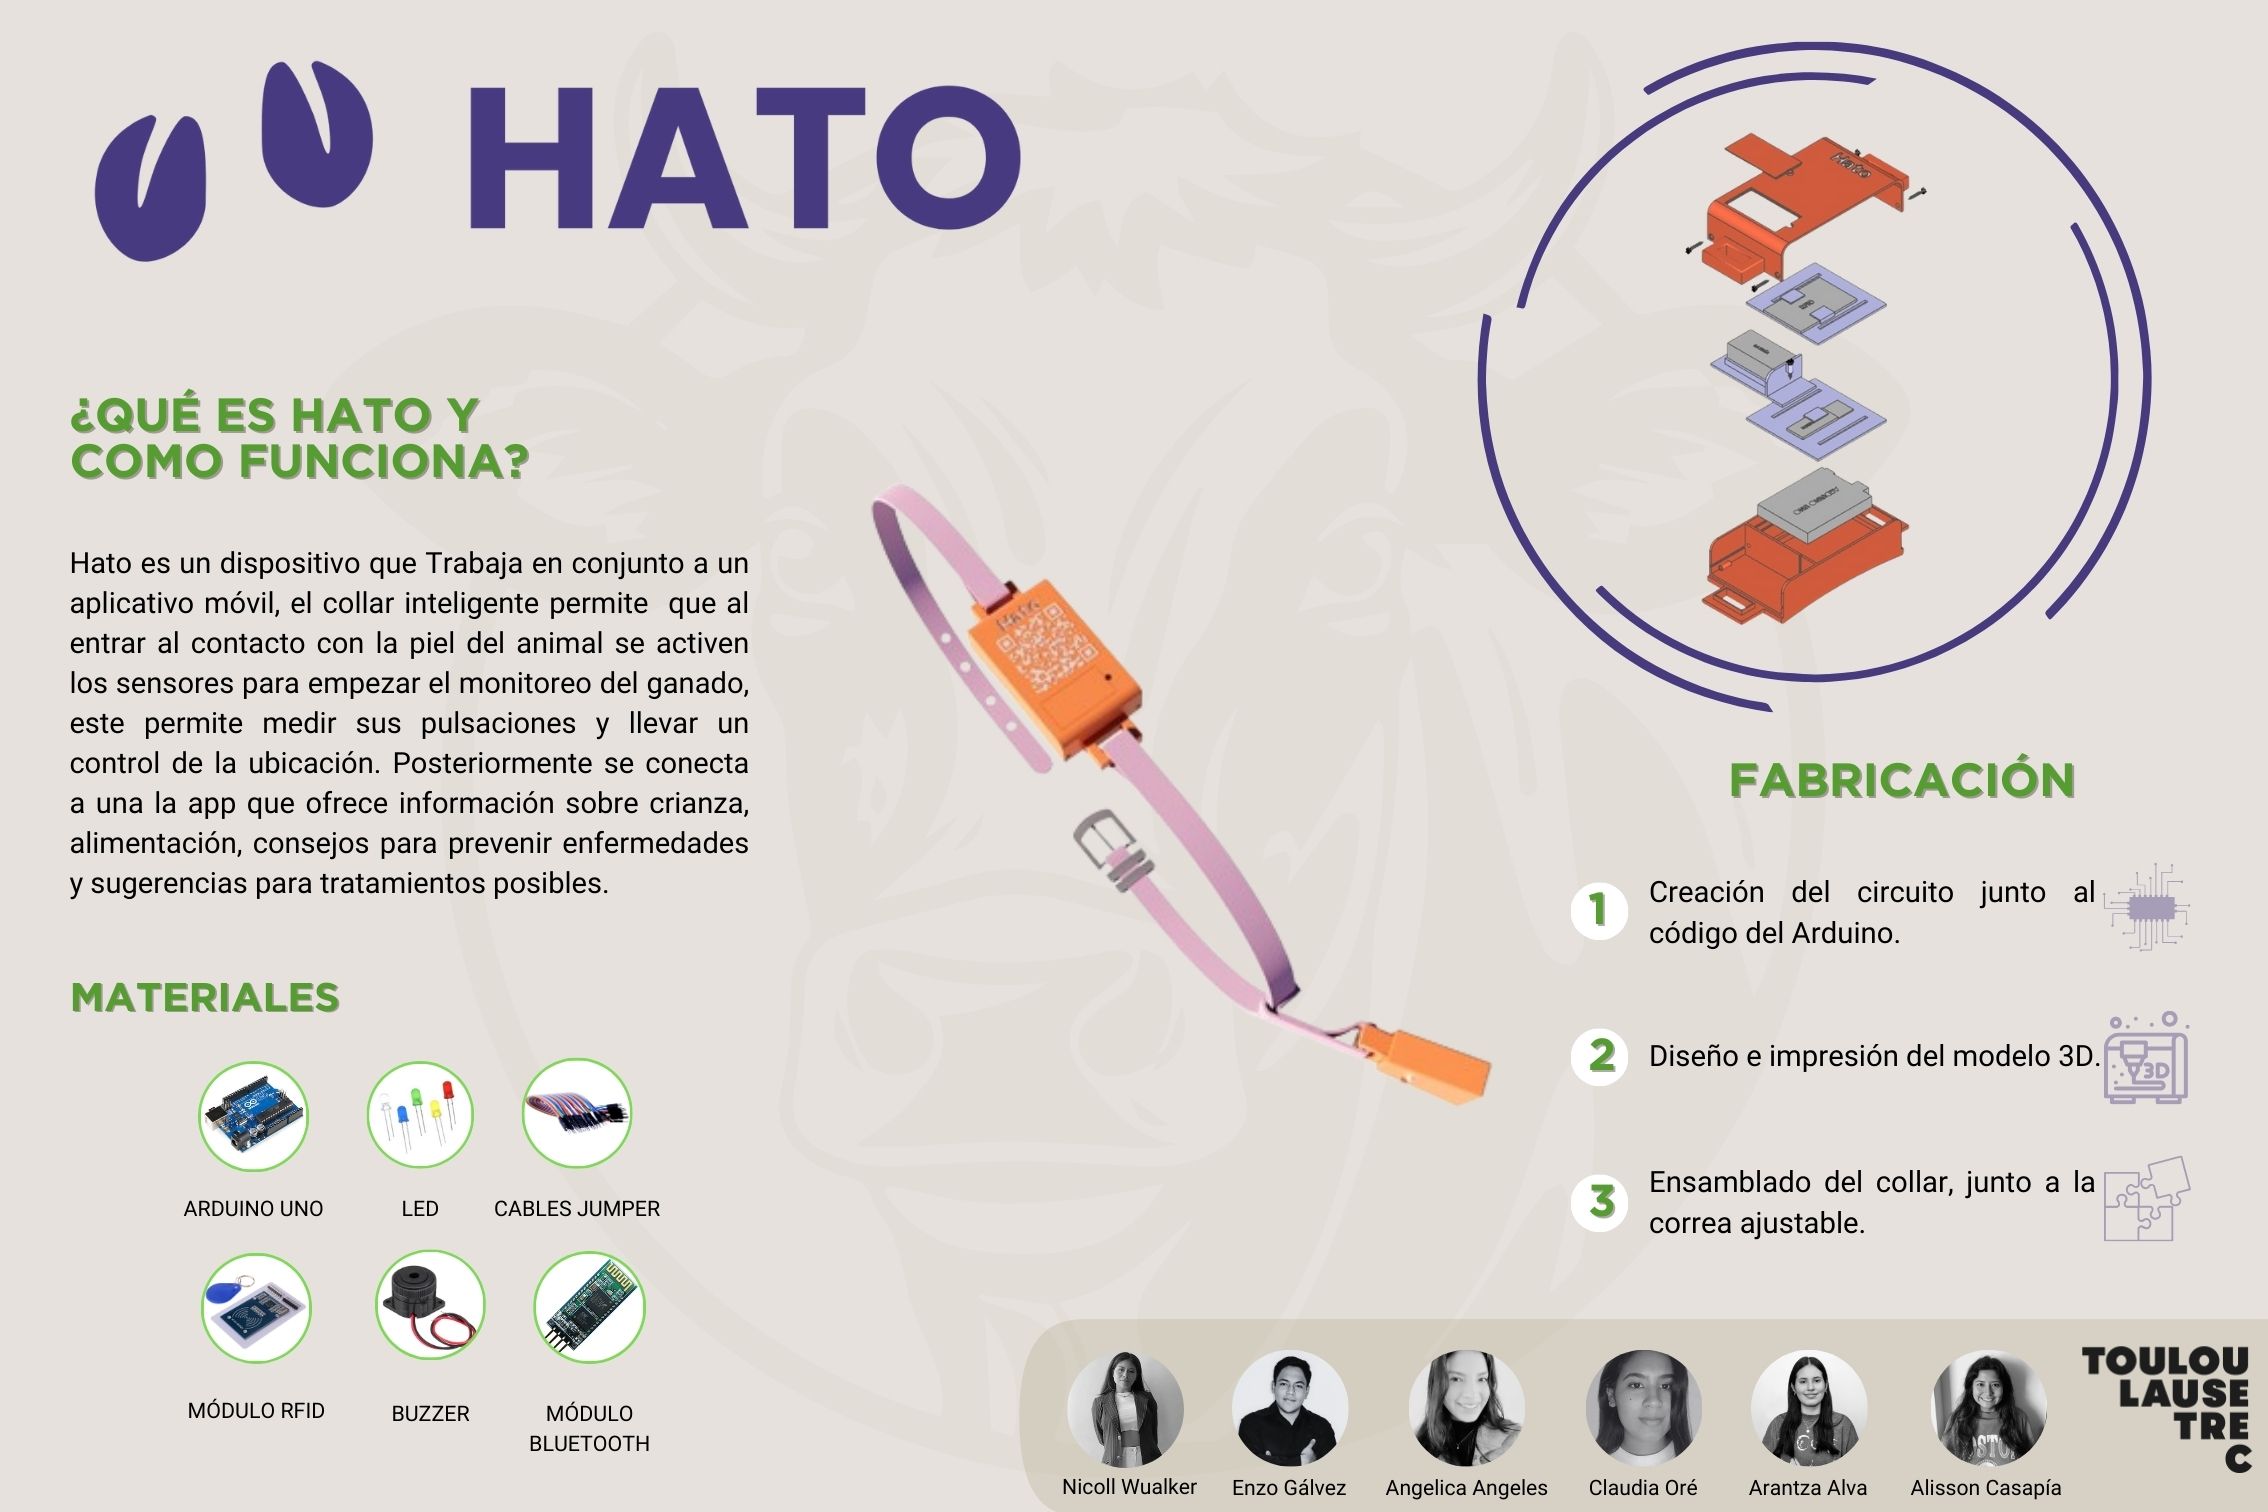 HATO
¿QUÉ ES HATO Y
COMO FUNCIONA?
Hato es un dispositivo que Trabaja en conjunto a un
aplicativo móvil, el collar inteligente permite  que al
entrar al contacto con la piel del animal se activen
los sensores para empezar el monitoreo del ganado,
este permite medir sus pulsaciones y llevar un
control de la ubicación. Posteriormente se conecta
a una la app que ofrece información sobre crianza,
alimentación, consejos para prevenir enfermedades
y sugerencias para tratamientos posibles.
MATERIALES
ARDUINO UNO
LED
CABLES JUMPER
MÓDULO RFID
BUZZER
MÓDULO
BLUETOOTH
Hato
HATO
FABRICACIÓN
1
Creación del circuito junto al
código del Arduino.
2
Diseño e impresión del modelo 3D.
3D
3
Ensamblado del collar, junto a la
correa ajustable.
Nicoll Wualker
Enzo Gálvez
Angelica Angeles
Claudia Oré
Arantza Alva
Alisson Casapía
TOULOU
LAUSE
TRE
C